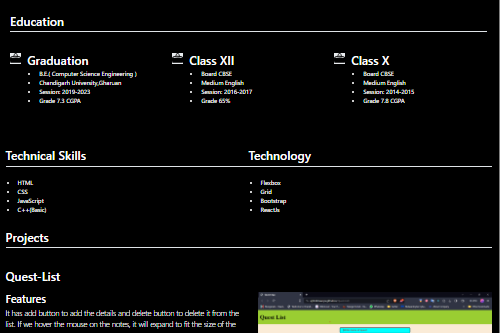 Education
Graduation
B.E.( Computer Science Engineering )
Chandigarh University,Gharuan
Session: 2019-2023
Grade 7.3 CGPA
Class XII
Board CBSE
Medium English
Session: 2016-2017
Grade 65%
Class X
Board CBSE
Medium English
Session: 2014-2015
Grade 7.8 CGPA
Technical Skills
HTML
CSS
JavaScript
C++(Basic)
Technology
Flexbox
Grid
Bootstrap
ReactJs
Projects
Quest-List
Features
It has add button to add the details and delete button to delete it from the
list. If we hover the mouse on the notes, it will expand to fit the size of the
Quest List